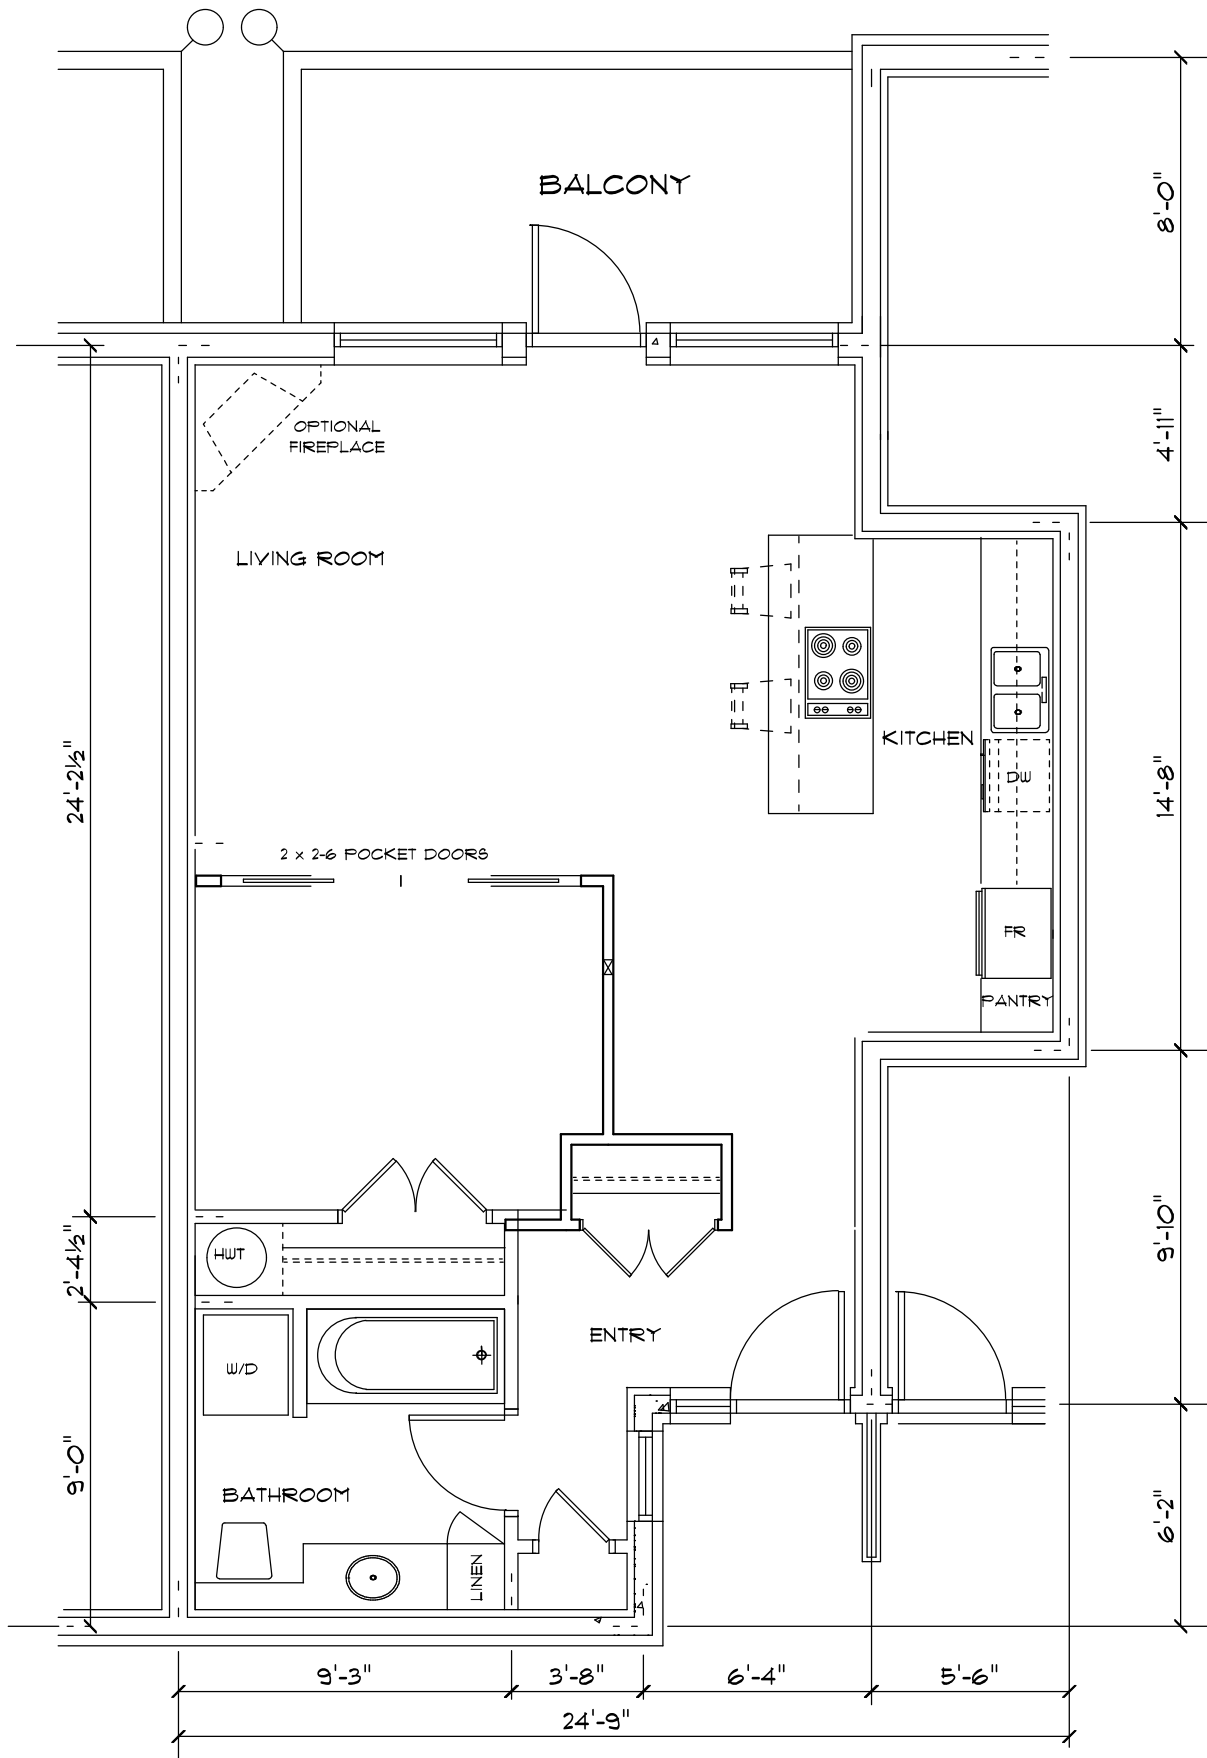 BALCONY
8'-0"
OPTIONAL
FIREPLACE
4'-11"
LIVING ROOM
KITCHEN
DW
24'-2½"
14'-8"
2 x 2-6 POCKET DOORS
FR
PANTRY
HWT
2'-4½"
9'-10"
ENTRY
W/D
9'-0"
BATHROOM
LINEN
6'-2"
9'-3"
3'-8"
6'-4"
5'-6"
24'-9"